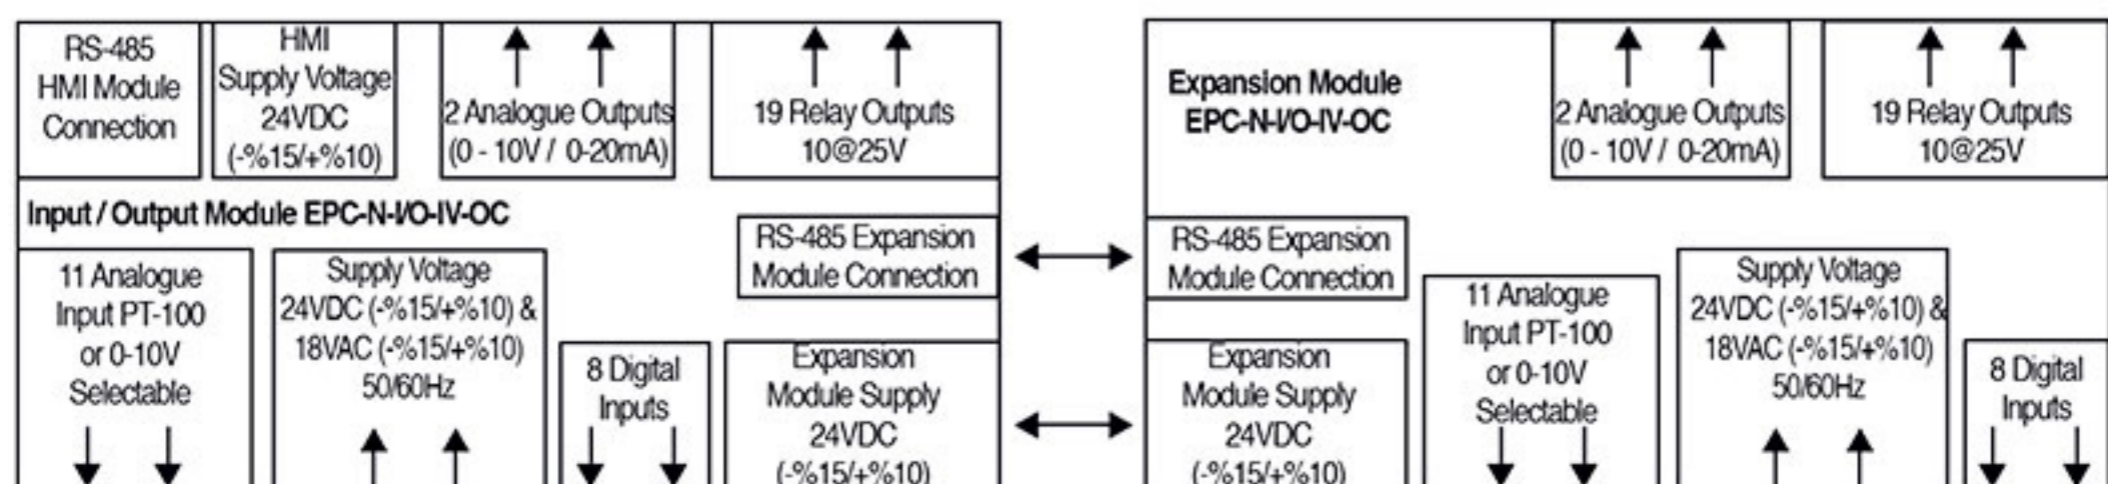 RS-485
HMI Module
Connection
HMI
Supply Voltage
24VDC
(-%15/+%10)
2 Analogue Outputs
(0 - 10V / 0-20mA)
19 Relay Outputs
10@25V
Input / Output Module EPC-N-I/O-IV-OC
RS-485 Expansion
Module Connection
11 Analogue
Input PT-100
or 0-10V
Selectable
Supply Voltage
24VDC (-%15/+%10) &
18VAC (-%15/+%10)
50/60Hz
8 Digital
Inputs
Expansion
Module Supply
24VDC
(-%15/+%10)
Expansion Module
EPC-N-I/O-IV-OC
2 Analogue Outputs
(0 - 10V / 0-20mA)
19 Relay Outputs
10@25V
RS-485 Expansion
Module Connection
Expansion
Module Supply
24VDC
(-%15/+%10)
11 Analogue
Input PT-100
or 0-10V
Selectable
Supply Voltage
24VDC (-%15/+%10) &
18VAC (-%15/+%10)
50/60Hz
8 Digital
Inputs